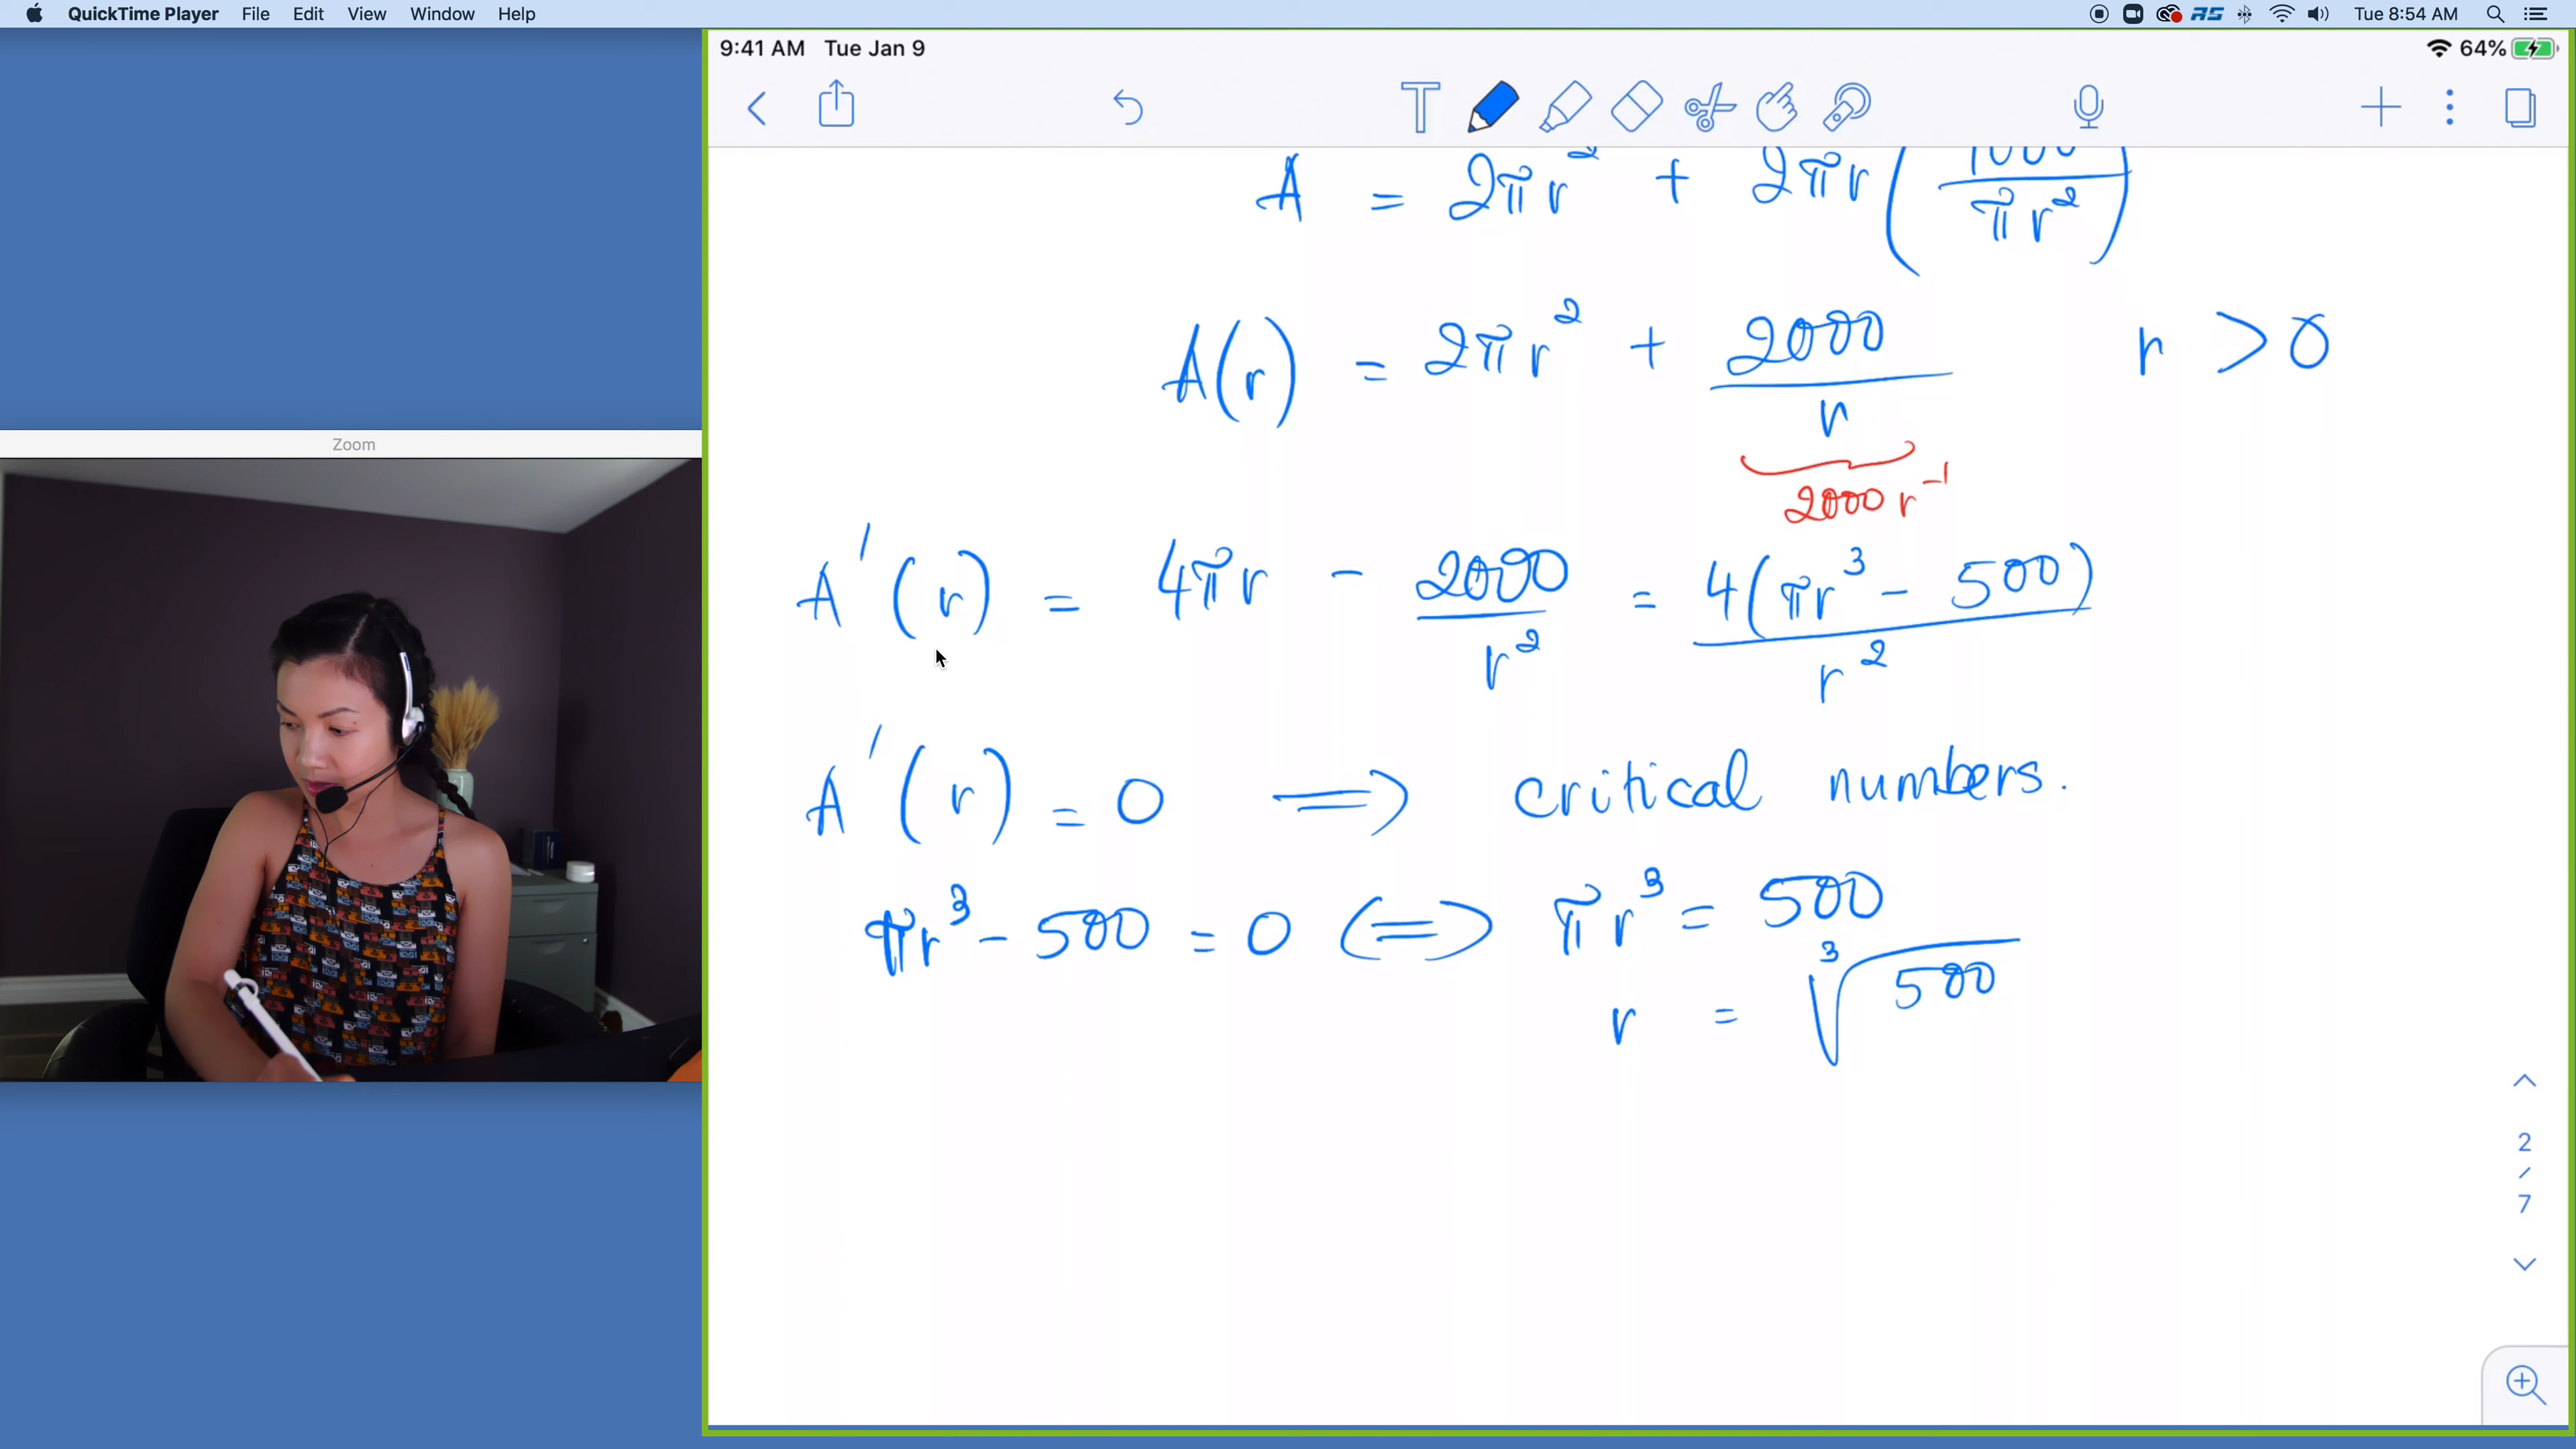 QuickTime Player File Edit View Window Help Tue 8:54 AM
9:41 AM Tue Jan 9 64%
T
A = 2πr² + 2πr(1000/πr²)
A(r) = 2πr² + 2000/r r > 0
2000 r⁻¹
A'(r) = 4πr - 2000/r² = 4(πr³ - 500)/r²
A'(r) = 0 ⟹ critical numbers.
πr³ - 500 = 0 ⟺ πr³ = 500
r = ∛500
Zoom
2
/
7